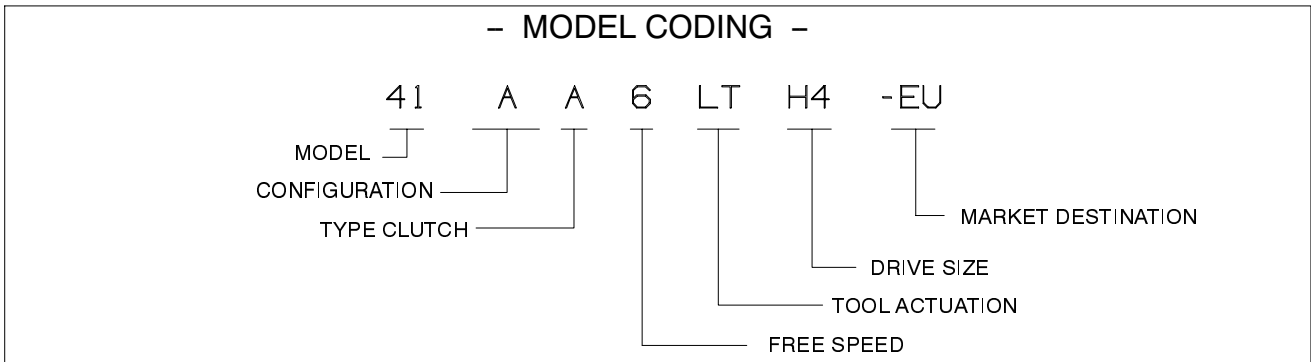 – MODEL CODING –
41 A A 6 LT H4 -EU
MODEL
CONFIGURATION
TYPE CLUTCH
MARKET DESTINATION
DRIVE SIZE
TOOL ACTUATION
FREE SPEED